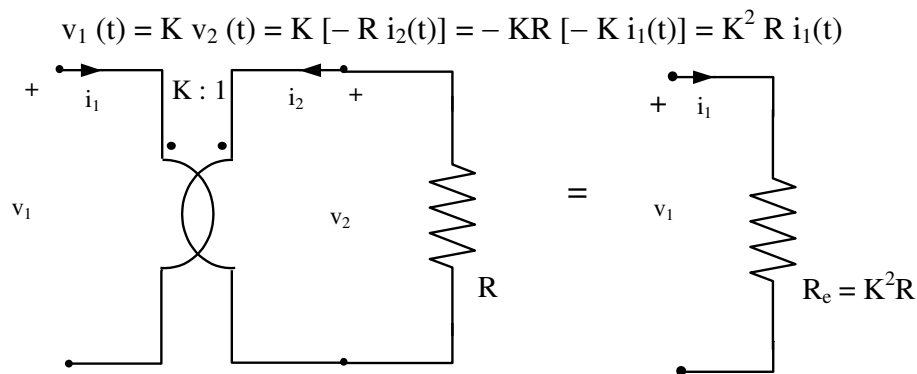 v₁ (t) = K v₂ (t) = K [– R i₂(t)] = – KR [– K i₁(t)] = K² R i₁(t)
+ i₁ K : 1 i₂ + + i₁
v₁ v₂ = v₁
R Rₑ = K²R